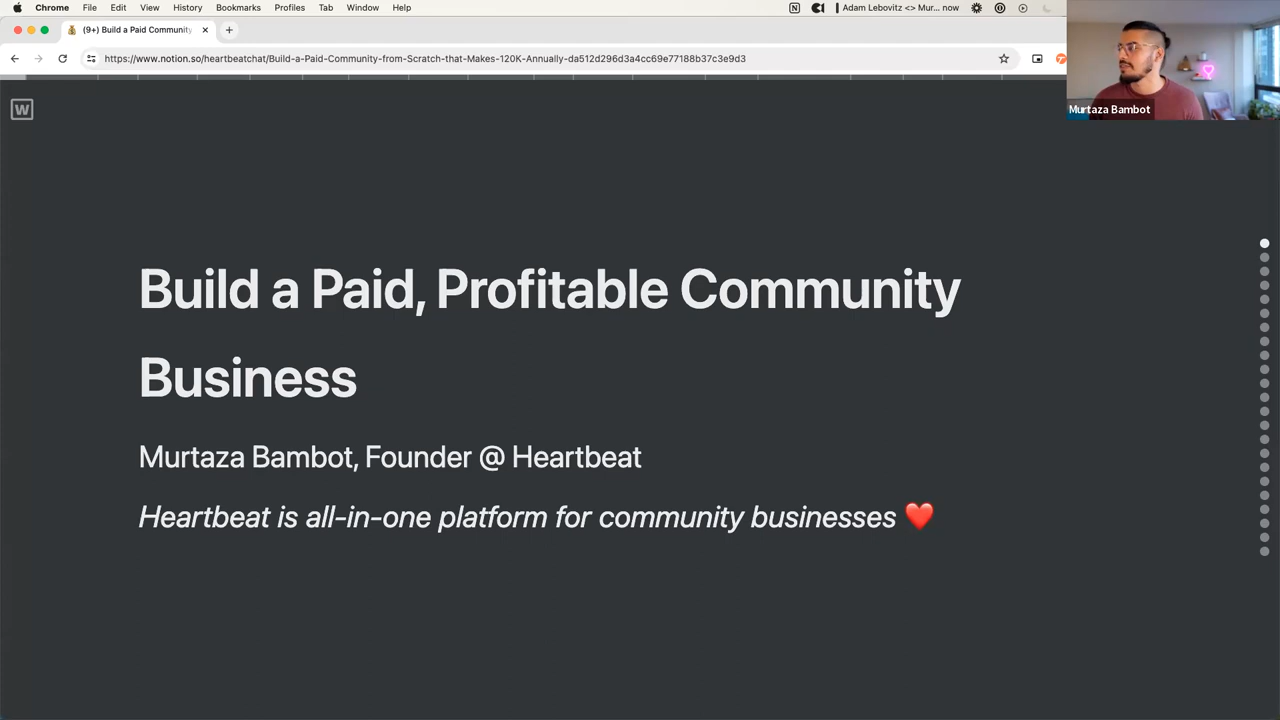 Chrome File Edit View History Bookmarks Profiles Tab Window Help
Adam Lebovitz <> Mur... now
(9+) Build a Paid Community
https://www.notion.so/heartbeatchat/Build-a-Paid-Community-from-Scratch-that-Makes-120K-Annually-da512d296d3a4cc69e77188b37c3e9d3
W
Murtaza Bambot
Build a Paid, Profitable Community
Business
Murtaza Bambot, Founder @ Heartbeat
Heartbeat is all-in-one platform for community businesses ❤️